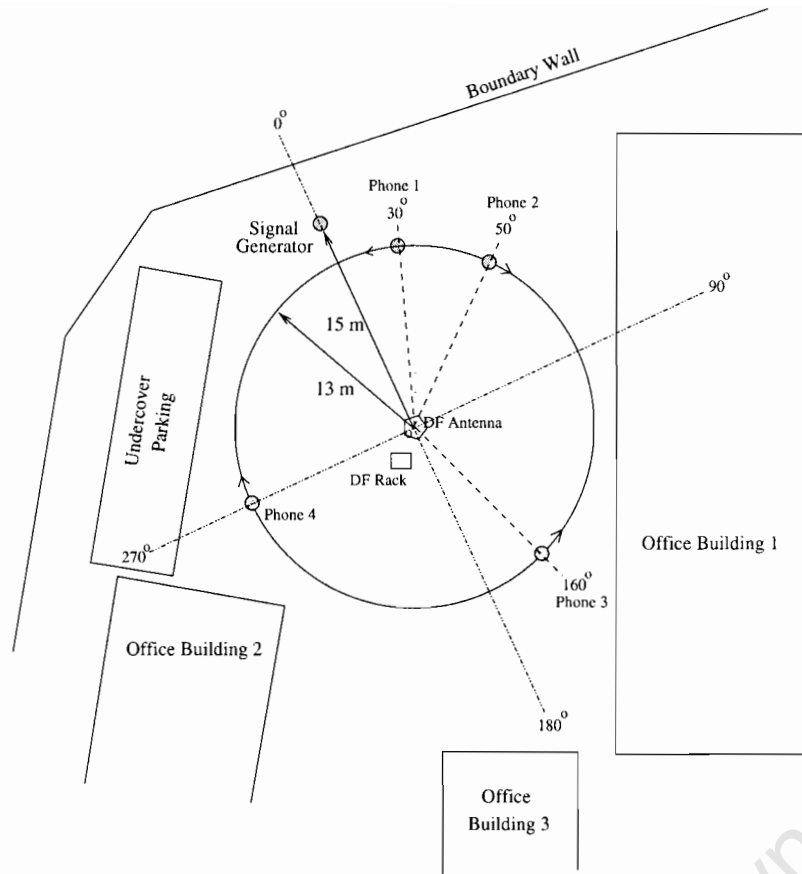 Boundary Wall
0°
Phone 1
30°
Phone 2
50°
Signal
Generator
90°
15 m
13 m
Undercover
Parking
DF Antenna
DF Rack
Phone 4
270°
Office Building 1
160°
Phone 3
Office Building 2
180°
Office
Building 3